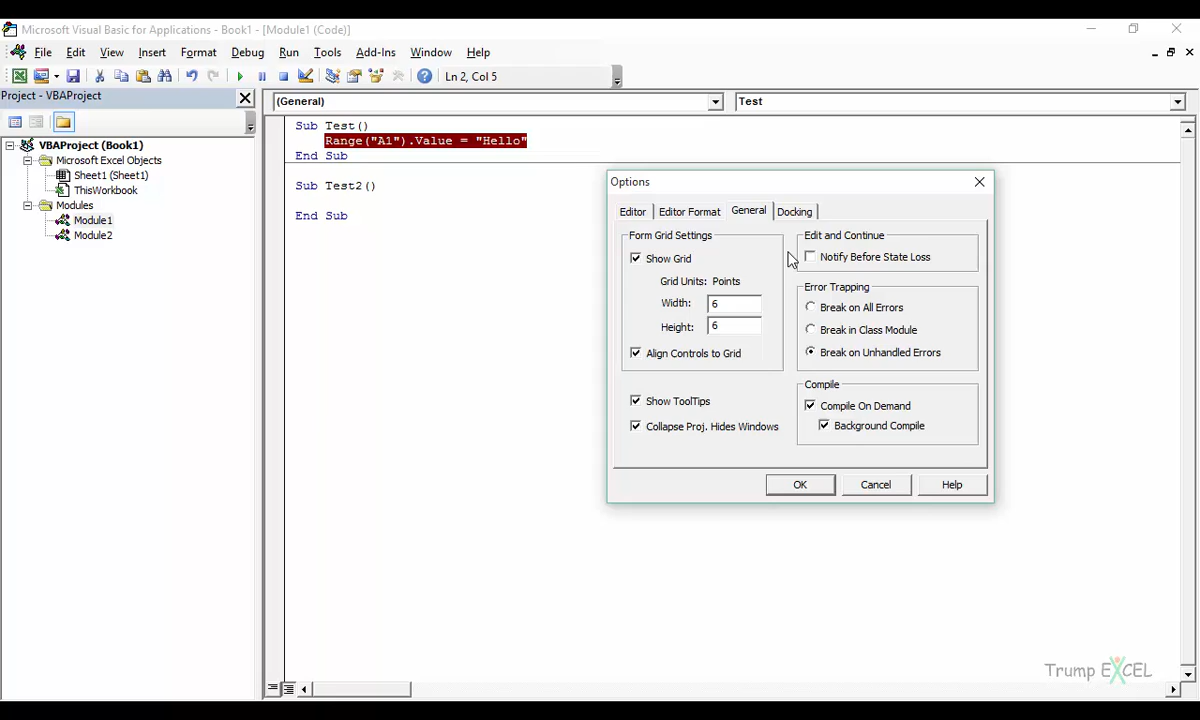 Microsoft Visual Basic for Applications - Book1 - [Module1 (Code)]
File Edit View Insert Format Debug Run Tools Add-Ins Window Help
Ln 2, Col 5
Project - VBAProject
(General)
Test
VBAProject (Book1)
Microsoft Excel Objects
Sheet1 (Sheet1)
ThisWorkbook
Modules
Module1
Module2
Sub Test()
Range("A1").Value = "Hello"
End Sub
Sub Test2()
End Sub
Options
Editor Editor Format General Docking
Form Grid Settings
Show Grid
Grid Units: Points
Width: 6
Height: 6
Align Controls to Grid
Show ToolTips
Collapse Proj. Hides Windows
Edit and Continue
Notify Before State Loss
Error Trapping
Break on All Errors
Break in Class Module
Break on Unhandled Errors
Compile
Compile On Demand
Background Compile
OK Cancel Help
Trump EXCEL